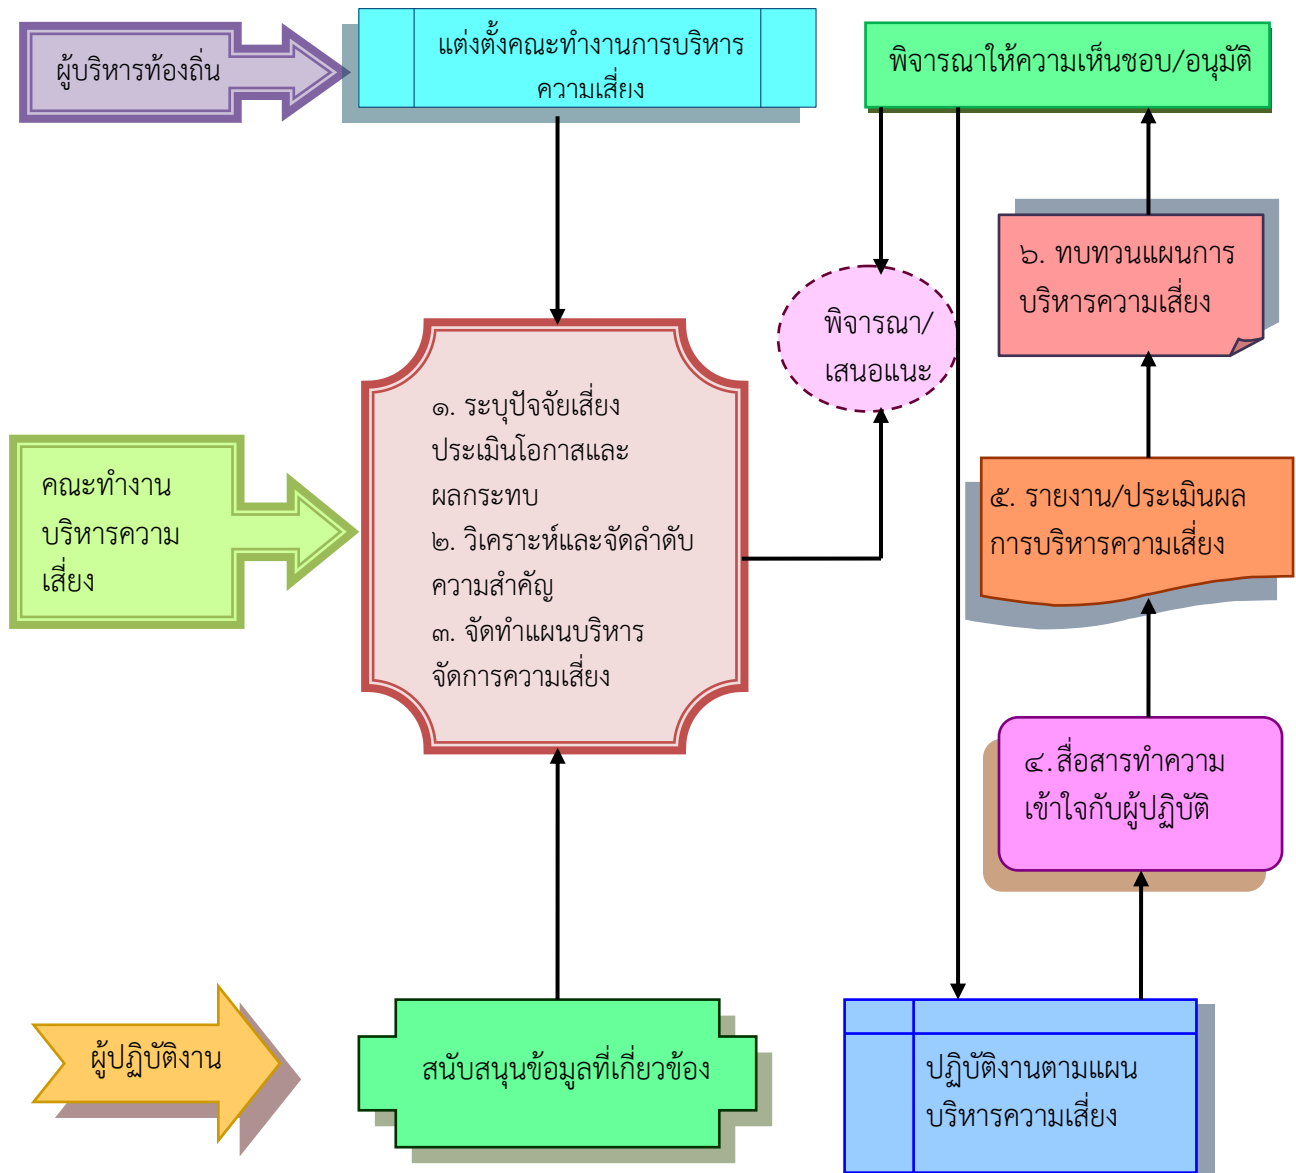 ผู้บริหารท้องถิ่น
แต่งตั้งคณะทำงานการบริหาร
ความเสี่ยง
พิจารณาให้ความเห็นชอบ/อนุมัติ
๖. ทบทวนแผนการ
บริหารความเสี่ยง
พิจารณา/
เสนอแนะ
คณะทำงาน
บริหารความ
เสี่ยง
๑. ระบุปัจจัยเสี่ยง
ประเมินโอกาสและ
ผลกระทบ
๒. วิเคราะห์และจัดลำดับ
ความสำคัญ
๓. จัดทำแผนบริหาร
จัดการความเสี่ยง
๕. รายงาน/ประเมินผล
การบริหารความเสี่ยง
๔.สื่อสารทำความ
เข้าใจกับผู้ปฏิบัติ
ผู้ปฏิบัติงาน
สนับสนุนข้อมูลที่เกี่ยวข้อง
ปฏิบัติงานตามแผน
บริหารความเสี่ยง